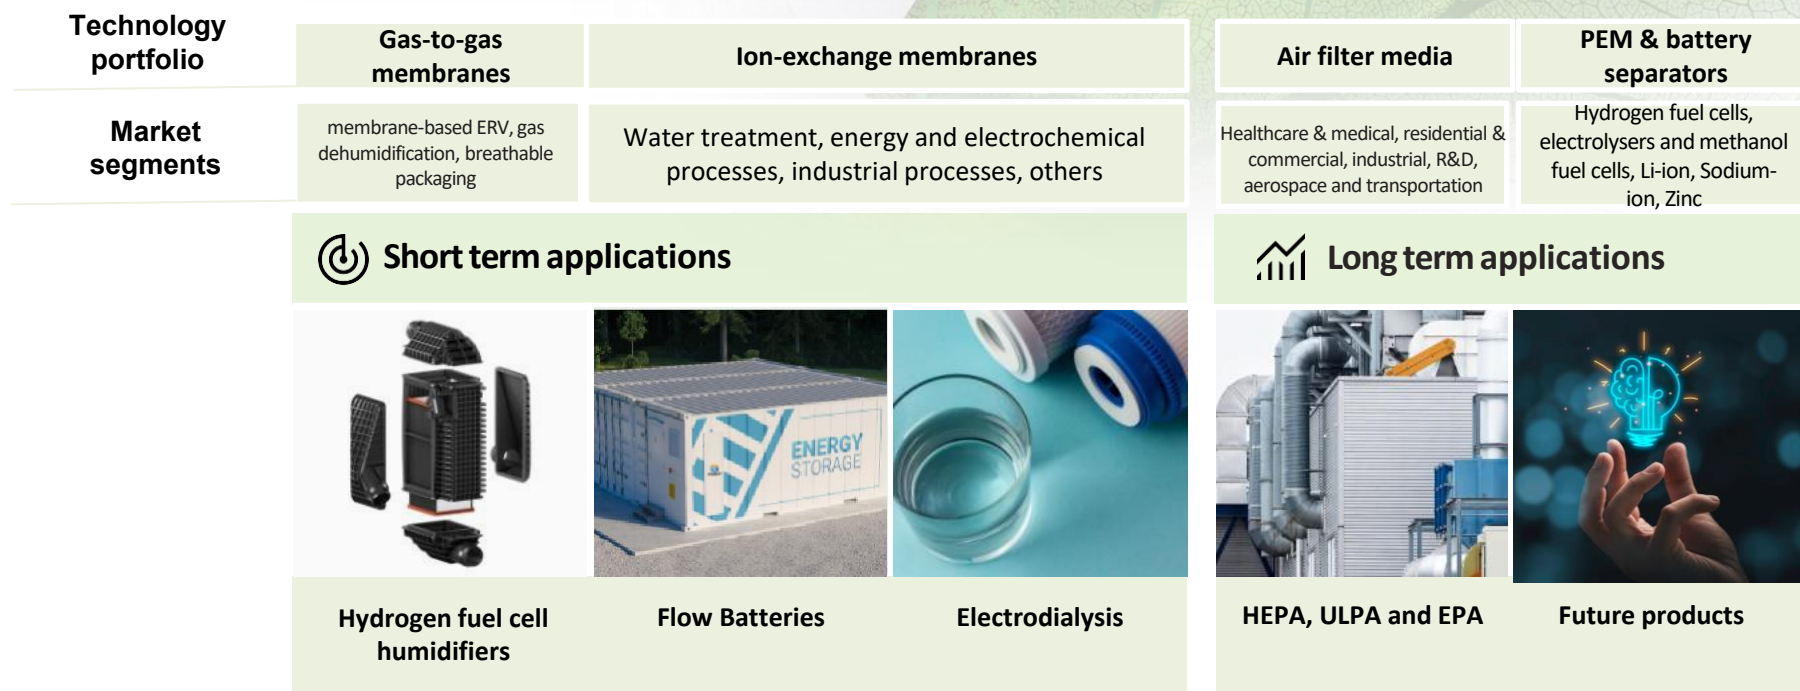 Technology
portfolio
Gas-to-gas
membranes
Ion-exchange membranes
Air filter media
PEM & battery
separators
Market
segments
membrane-based ERV, gas
dehumidification, breathable
packaging
Water treatment, energy and electrochemical
processes, industrial processes, others
Healthcare & medical, residential &
commercial, industrial, R&D,
aerospace and transportation
Hydrogen fuel cells,
electrolysers and methanol
fuel cells, Li-ion, Sodium-
ion, Zinc
Short term applications
Long term applications
ENERGY
STORAGE
Hydrogen fuel cell
humidifiers
Flow Batteries
Electrodialysis
HEPA, ULPA and EPA
Future products